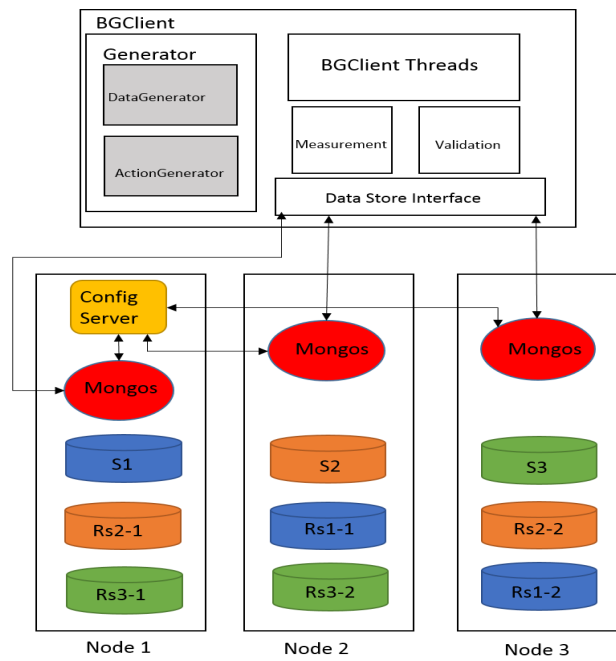 BGClient
Generator
DataGenerator
ActionGenerator
BGClient Threads
Measurement
Validation
Data Store Interface
Config
Server
Mongos
S1
Rs2-1
Rs3-1
Node 1
Mongos
S2
Rs1-1
Rs3-2
Node 2
Mongos
S3
Rs2-2
Rs1-2
Node 3